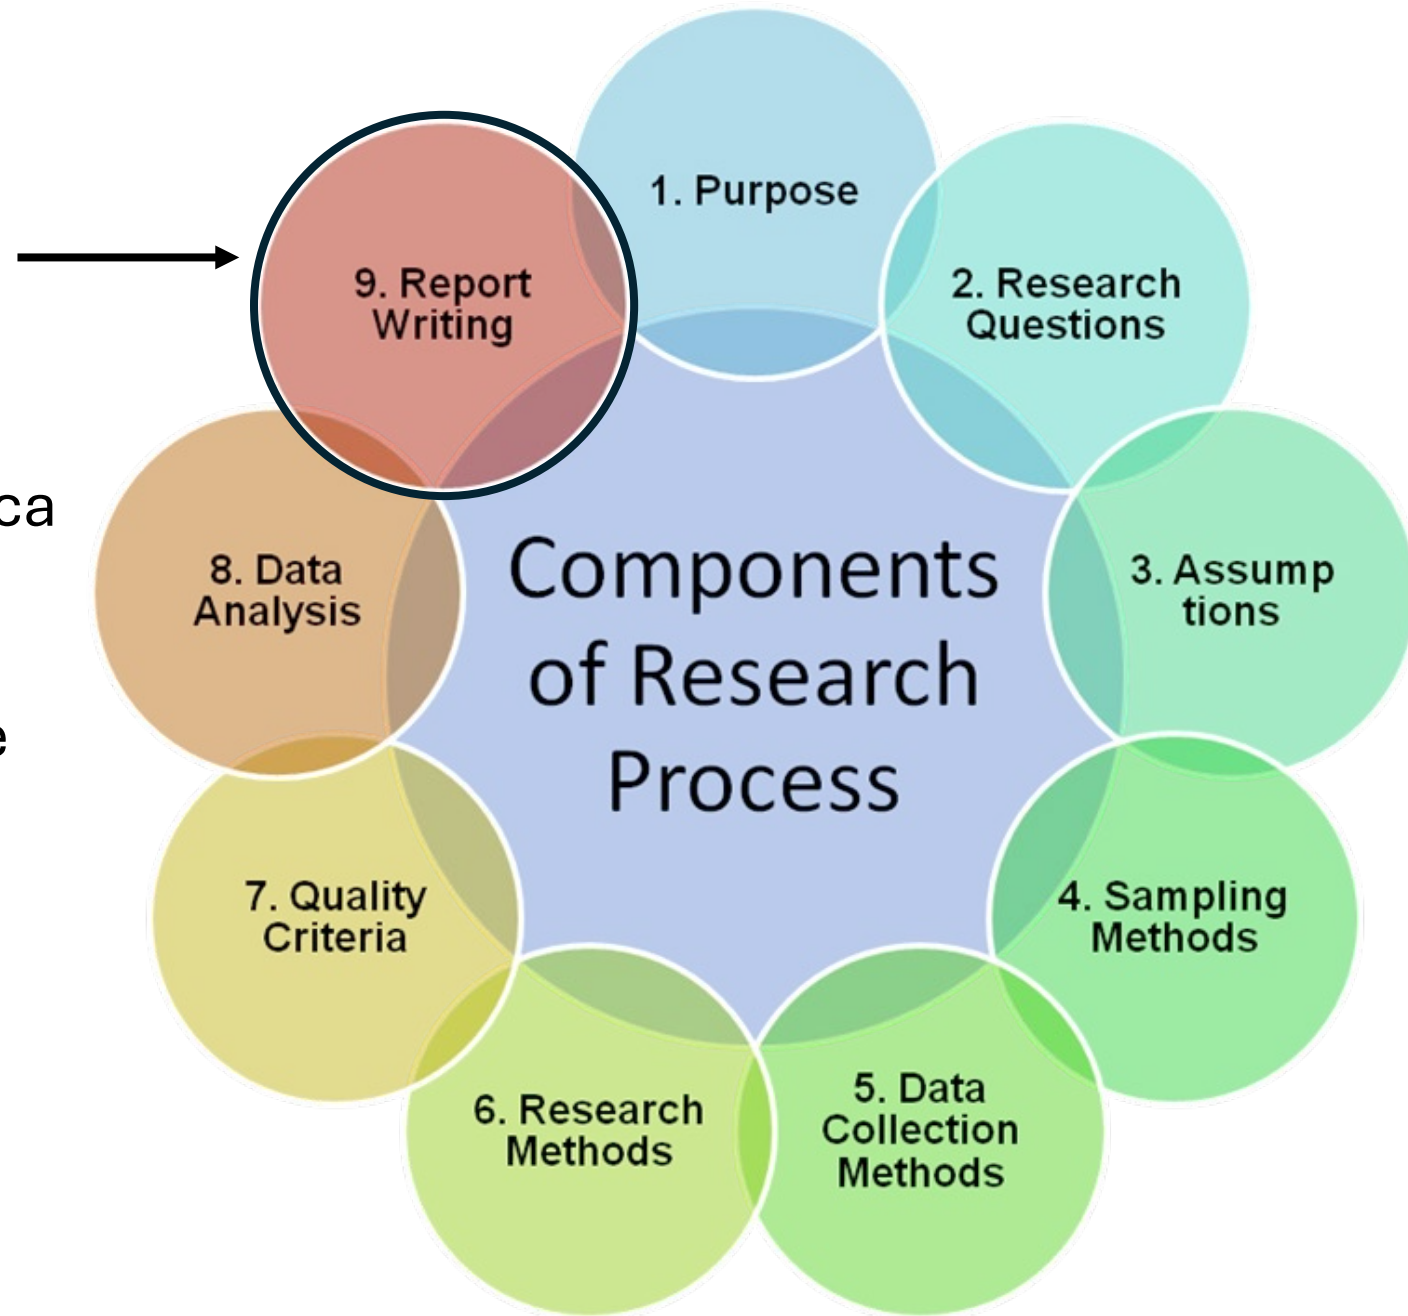 1. Purpose
2. Research
Questions
3. Assump
tions
4. Sampling
Methods
5. Data
Collection
Methods
6. Research
Methods
7. Quality
Criteria
8. Data
Analysis
9. Report
Writing
Components
of Research
Process
ca
e